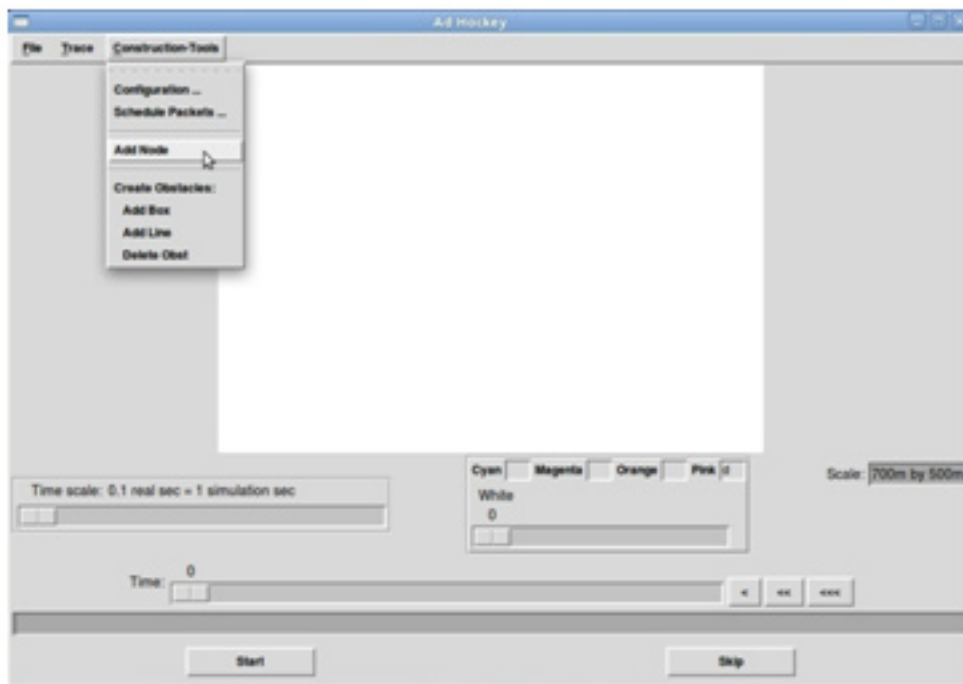 Ad Hockey
File Trace Construction-Tools
Configuration ...
Schedule Packets ...
Add Node
Create Obstacles:
Add Box
Add Line
Delete Obst
Cyan Magenta Orange Pink d
White
0
Scale: 700m by 500m
Time scale: 0.1 real sec = 1 simulation sec
0
Time: < << <<<
Start Skip